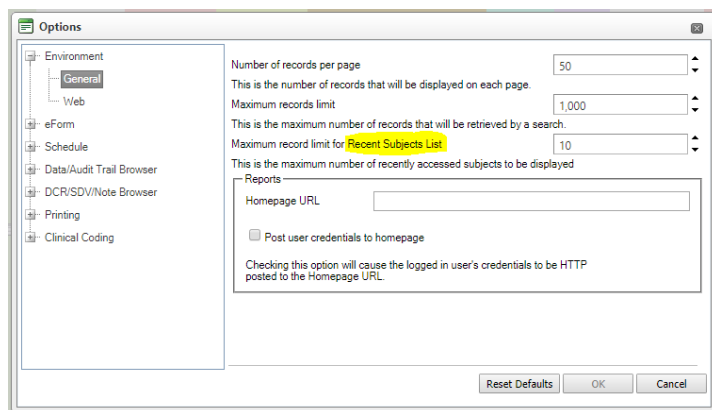 Options
Environment
General
Web
eForm
Schedule
Data/Audit Trail Browser
DCR/SDV/Note Browser
Printing
Clinical Coding
Number of records per page 50
This is the number of records that will be displayed on each page.
Maximum records limit 1,000
This is the maximum number of records that will be retrieved by a search.
Maximum record limit for Recent Subjects List 10
This is the maximum number of recently accessed subjects to be displayed
Reports
Homepage URL
Post user credentials to homepage
Checking this option will cause the logged in user's credentials to be HTTP
posted to the Homepage URL.
Reset Defaults OK Cancel